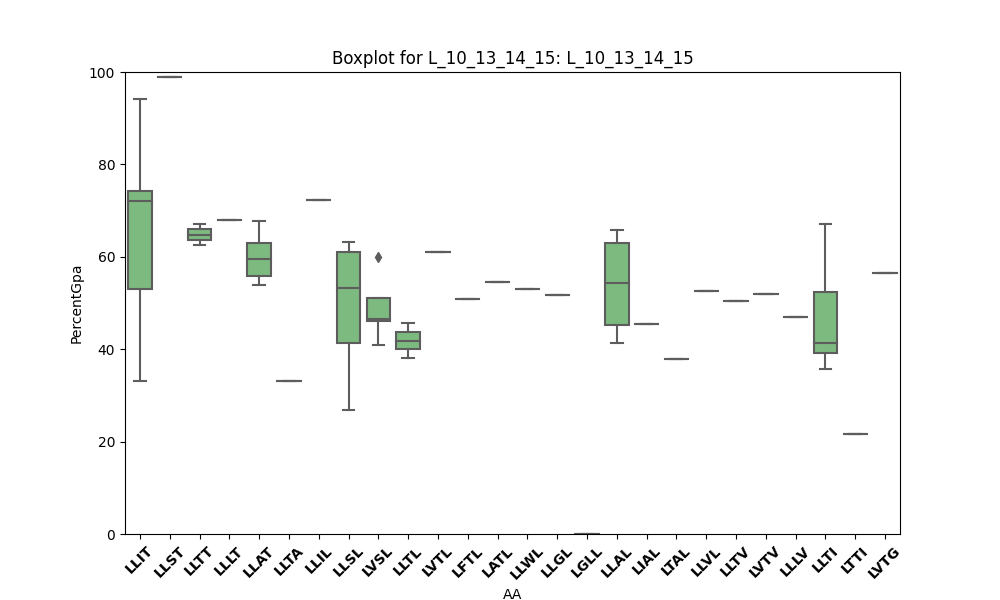 Boxplot for L_10_13_14_15: L_10_13_14_15
100
80
60
40
20
0
PercentGpa
LLIT LLST LLTT LLLT LLAT LLTA LLIL LLSL LVSL LLTL LVTL LFTL LATL LLWL LLGL LGLL LLAL LIAL LTAL LLVL LLTV LVTV LLLV LLTI LTTI LVTG
AA